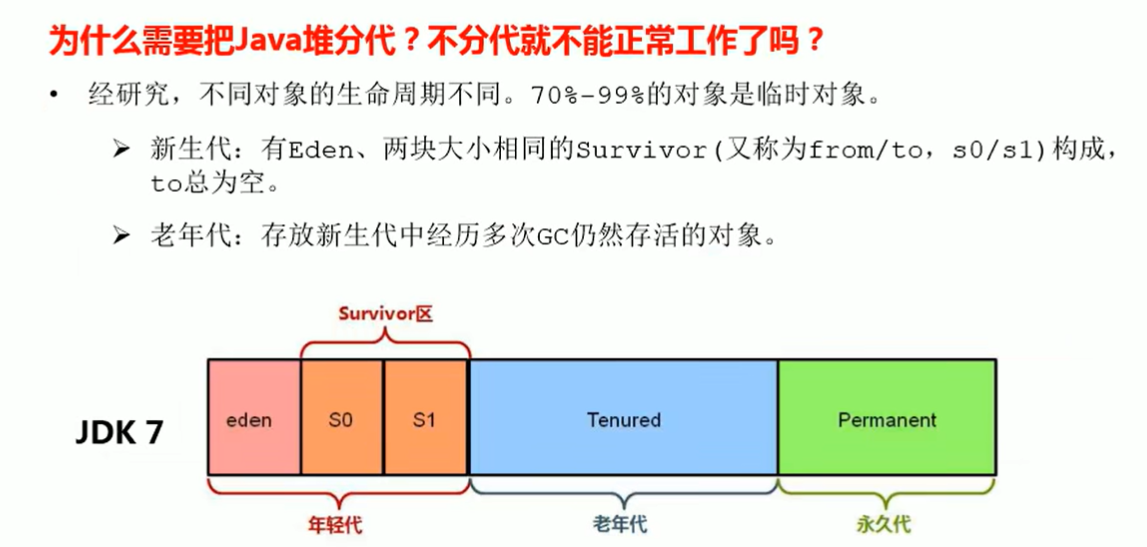 为什么需要把Java堆分代？不分代就不能正常工作了吗？
• 经研究，不同对象的生命周期不同。70%-99%的对象是临时对象。
➢ 新生代：有Eden、两块大小相同的Survivor(又称为from/to，s0/s1)构成，
to总为空。
➢ 老年代：存放新生代中经历多次GC仍然存活的对象。
Survivor区
JDK 7
eden
S0
S1
Tenured
Permanent
年轻代
老年代
永久代